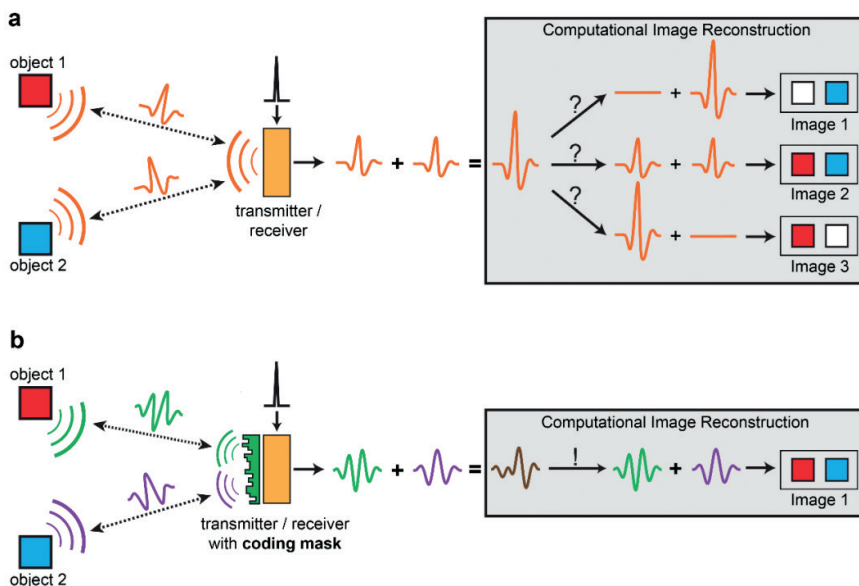 a
object 1
object 2
transmitter /
receiver
+
=
Computational Image Reconstruction
?
+
Image 1
?
+
Image 2
?
+
Image 3
b
object 1
object 2
transmitter / receiver
with coding mask
+
=
Computational Image Reconstruction
!
+
Image 1